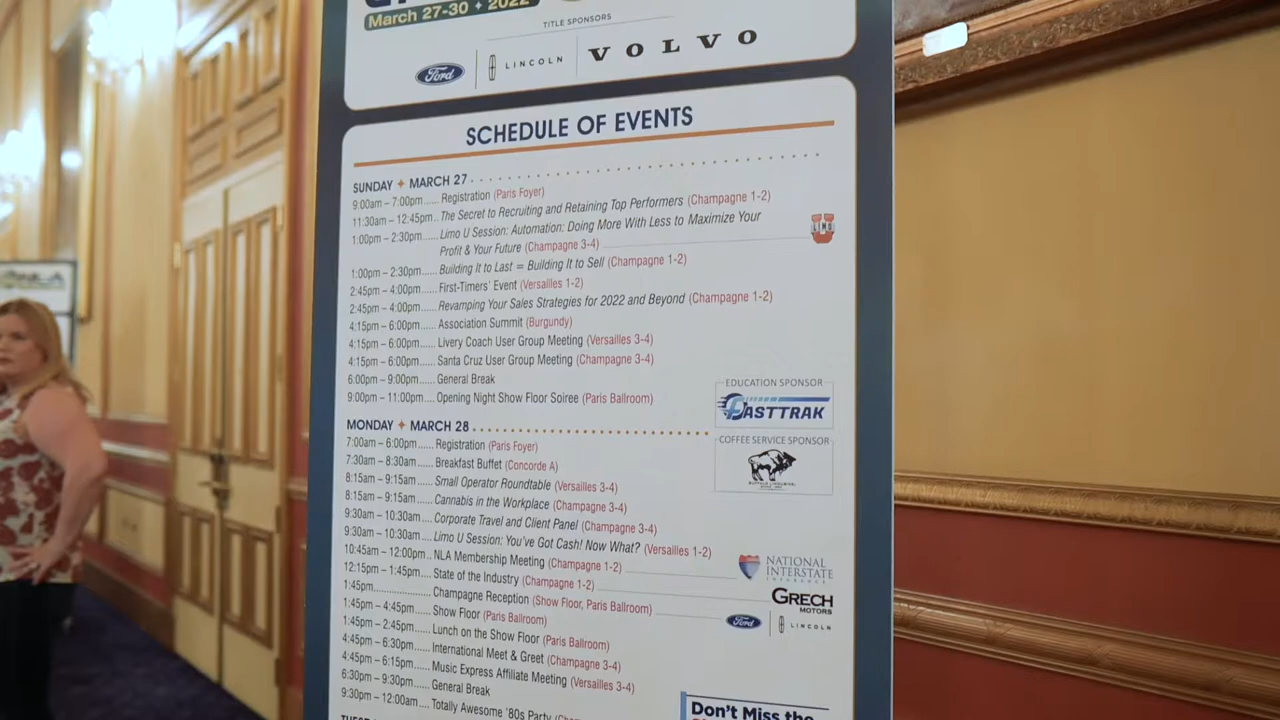 March 27-30 ✦ 2022
TITLE SPONSORS
Ford
LINCOLN
VOLVO
SCHEDULE OF EVENTS
SUNDAY ✦ MARCH 27
9:00am – 7:00pm ..... Registration (Paris Foyer)
11:30am – 12:45pm .. The Secret to Recruiting and Retaining Top Performers (Champagne 1-2)
1:00pm – 2:30pm ..... Limo U Session: Automation: Doing More With Less to Maximize Your
Profit & Your Future (Champagne 3-4)
LIMO
U
1:00pm – 2:30pm ..... Building It to Last = Building It to Sell (Champagne 1-2)
2:45pm – 4:00pm ..... First-Timers' Event (Versailles 1-2)
2:45pm – 4:00pm ..... Revamping Your Sales Strategies for 2022 and Beyond (Champagne 1-2)
4:15pm – 6:00pm ..... Association Summit (Burgundy)
4:15pm – 6:00pm ..... Livery Coach User Group Meeting (Versailles 3-4)
4:15pm – 6:00pm ..... Santa Cruz User Group Meeting (Champagne 3-4)
6:00pm – 9:00pm ..... General Break
9:00pm – 11:00pm .... Opening Night Show Floor Soiree (Paris Ballroom)
EDUCATION SPONSOR
FASTTRAK
MONDAY ✦ MARCH 28
COFFEE SERVICE SPONSOR
7:00am – 6:00pm ..... Registration (Paris Foyer)
7:30am – 8:30am ..... Breakfast Buffet (Concorde A)
8:15am – 9:15am ..... Small Operator Roundtable (Versailles 3-4)
8:15am – 9:15am ..... Cannabis in the Workplace (Champagne 3-4)
9:30am – 10:30am .... Corporate Travel and Client Panel (Champagne 3-4)
9:30am – 10:30am .... Limo U Session: You've Got Cash! Now What? (Versailles 1-2)
10:45am – 12:00pm .. NLA Membership Meeting (Champagne 1-2)
NATIONAL
INTERSTATE
INSURANCE
12:15pm – 1:45pm .... State of the Industry (Champagne 1-2)
GRECH
MOTORS
1:45pm .................... Champagne Reception (Show Floor, Paris Ballroom)
Ford
LINCOLN
1:45pm – 4:45pm ..... Show Floor (Paris Ballroom)
1:45pm – 2:45pm ..... Lunch on the Show Floor (Paris Ballroom)
4:45pm – 6:30pm ..... International Meet & Greet (Champagne 3-4)
4:45pm – 6:15pm ..... Music Express Affiliate Meeting (Versailles 3-4)
6:30pm – 9:30pm ..... General Break
9:30pm – 12:00am .... Totally Awesome '80s Party
Don't Miss the